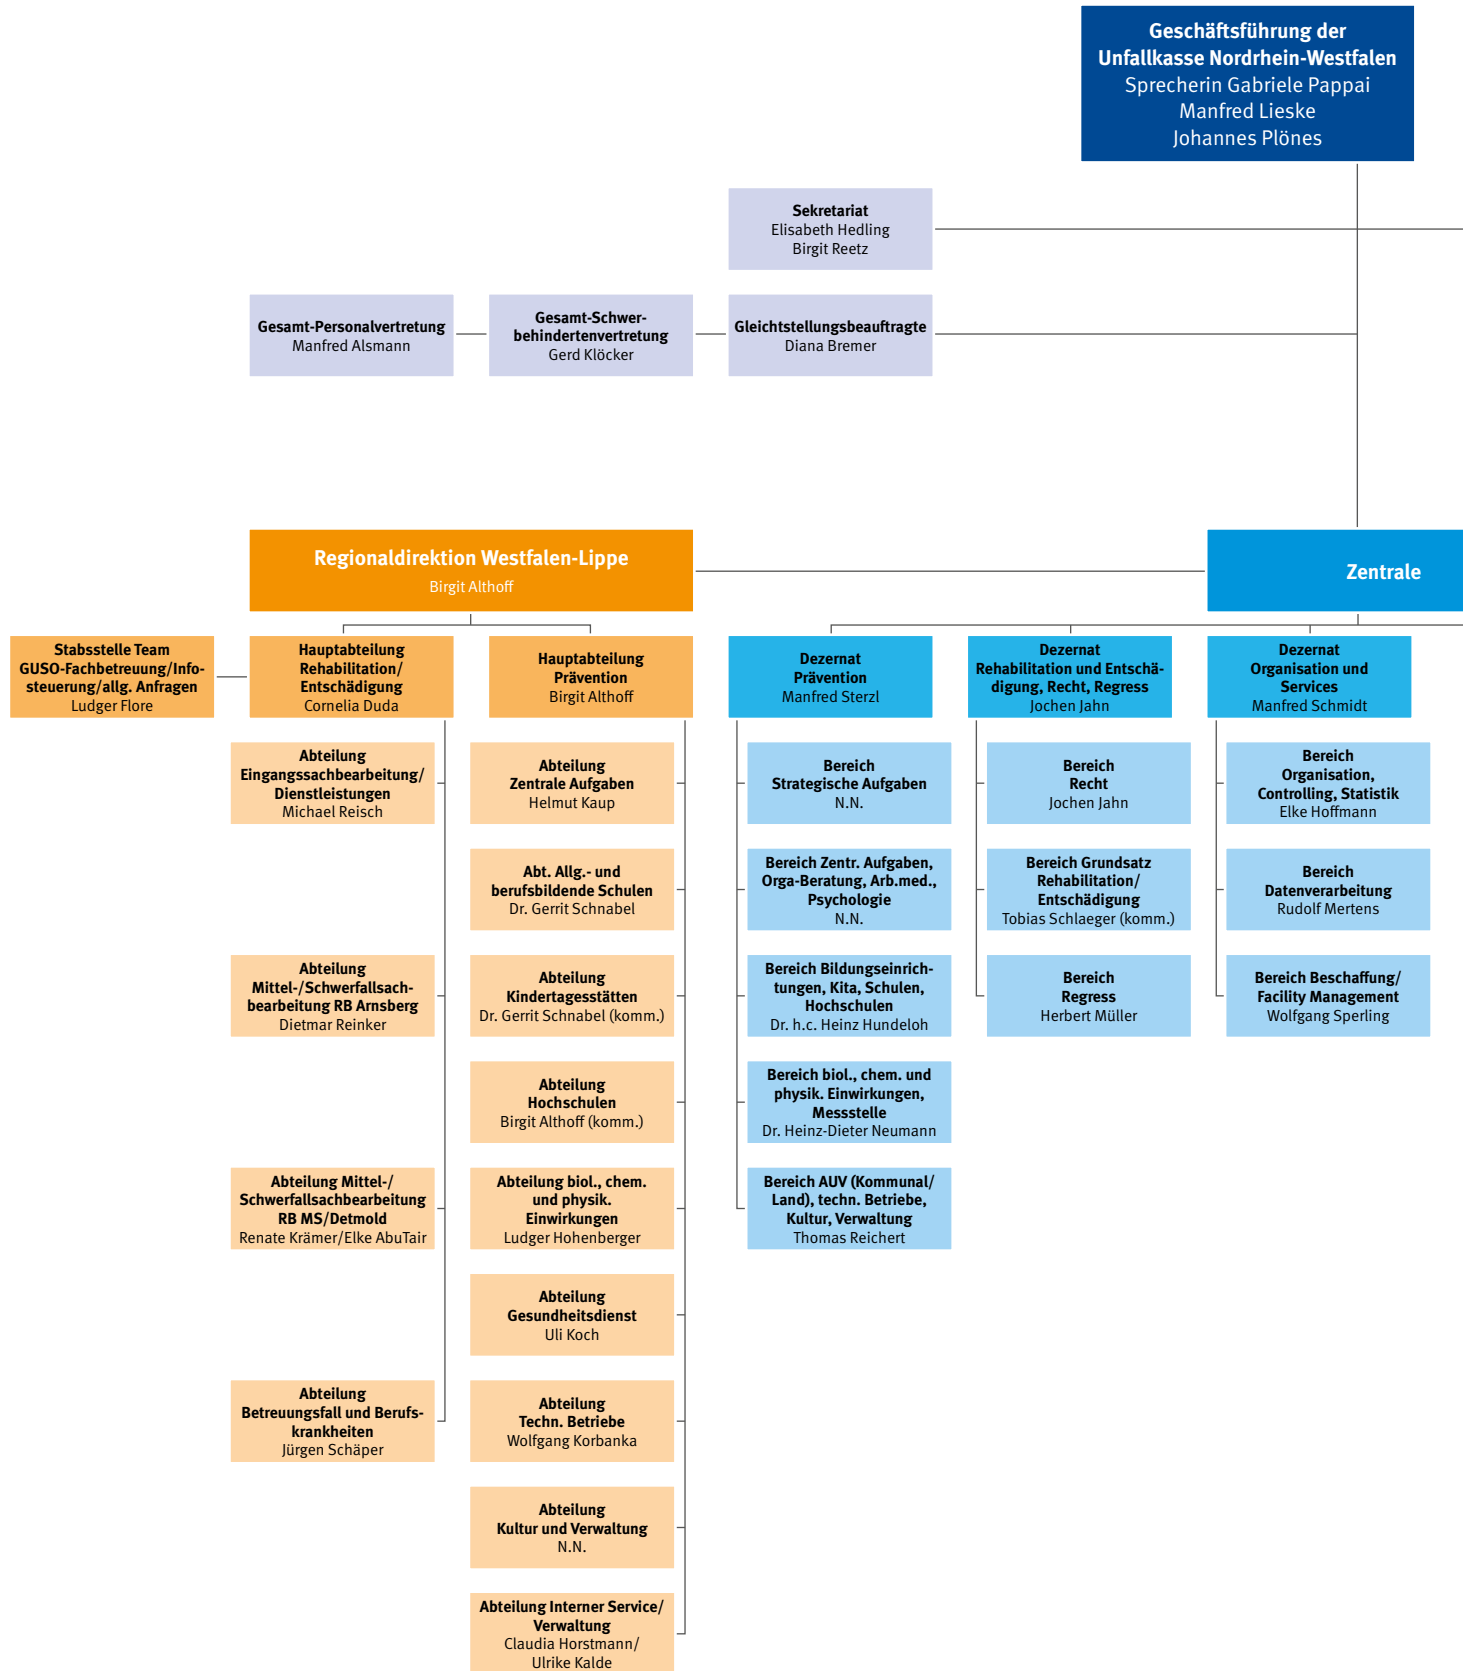 Geschäftsführung der
Unfallkasse Nordrhein-Westfalen
Sprecherin Gabriele Pappai
Manfred Lieske
Johannes Plönes
Sekretariat
Elisabeth Hedling
Birgit Reetz
Gesamt-Personalvertretung
Manfred Alsmann
Gesamt-Schwer-
behindertenvertretung
Gerd Klöcker
Gleichtstellungsbeauftragte
Diana Bremer
Regionaldirektion Westfalen-Lippe
Birgit Althoff
Zentrale
Stabsstelle Team
GUSO-Fachbetreuung/Info-
steuerung/allg. Anfragen
Ludger Flore
Hauptabteilung
Rehabilitation/
Entschädigung
Cornelia Duda
Hauptabteilung
Prävention
Birgit Althoff
Dezernat
Prävention
Manfred Sterzl
Dezernat
Rehabilitation und Entschä-
digung, Recht, Regress
Jochen Jahn
Dezernat
Organisation und
Services
Manfred Schmidt
Abteilung
Eingangssachbearbeitung/
Dienstleistungen
Michael Reisch
Abteilung
Zentrale Aufgaben
Helmut Kaup
Bereich
Strategische Aufgaben
N.N.
Bereich
Recht
Jochen Jahn
Bereich
Organisation,
Controlling, Statistik
Elke Hoffmann
Abt. Allg.- und
berufsbildende Schulen
Dr. Gerrit Schnabel
Bereich Zentr. Aufgaben,
Orga-Beratung, Arb.med.,
Psychologie
N.N.
Bereich Grundsatz
Rehabilitation/
Entschädigung
Tobias Schlaeger (komm.)
Bereich
Datenverarbeitung
Rudolf Mertens
Abteilung
Mittel-/Schwerfallsach-
bearbeitung RB Arnsberg
Dietmar Reinker
Abteilung
Kindertagesstätten
Dr. Gerrit Schnabel (komm.)
Bereich Bildungseinrich-
tungen, Kita, Schulen,
Hochschulen
Dr. h.c. Heinz Hundeloh
Bereich
Regress
Herbert Müller
Bereich Beschaffung/
Facility Management
Wolfgang Sperling
Abteilung
Hochschulen
Birgit Althoff (komm.)
Bereich biol., chem. und
physik. Einwirkungen,
Messstelle
Dr. Heinz-Dieter Neumann
Abteilung Mittel-/
Schwerfallsachbearbeitung
RB MS/Detmold
Renate Krämer/Elke AbuTair
Abteilung biol., chem.
und physik.
Einwirkungen
Ludger Hohenberger
Bereich AUV (Kommunal/
Land), techn. Betriebe,
Kultur, Verwaltung
Thomas Reichert
Abteilung
Gesundheitsdienst
Uli Koch
Abteilung
Betreuungsfall und Berufs-
krankheiten
Jürgen Schäper
Abteilung
Techn. Betriebe
Wolfgang Korbanka
Abteilung
Kultur und Verwaltung
N.N.
Abteilung Interner Service/
Verwaltung
Claudia Horstmann/
Ulrike Kalde